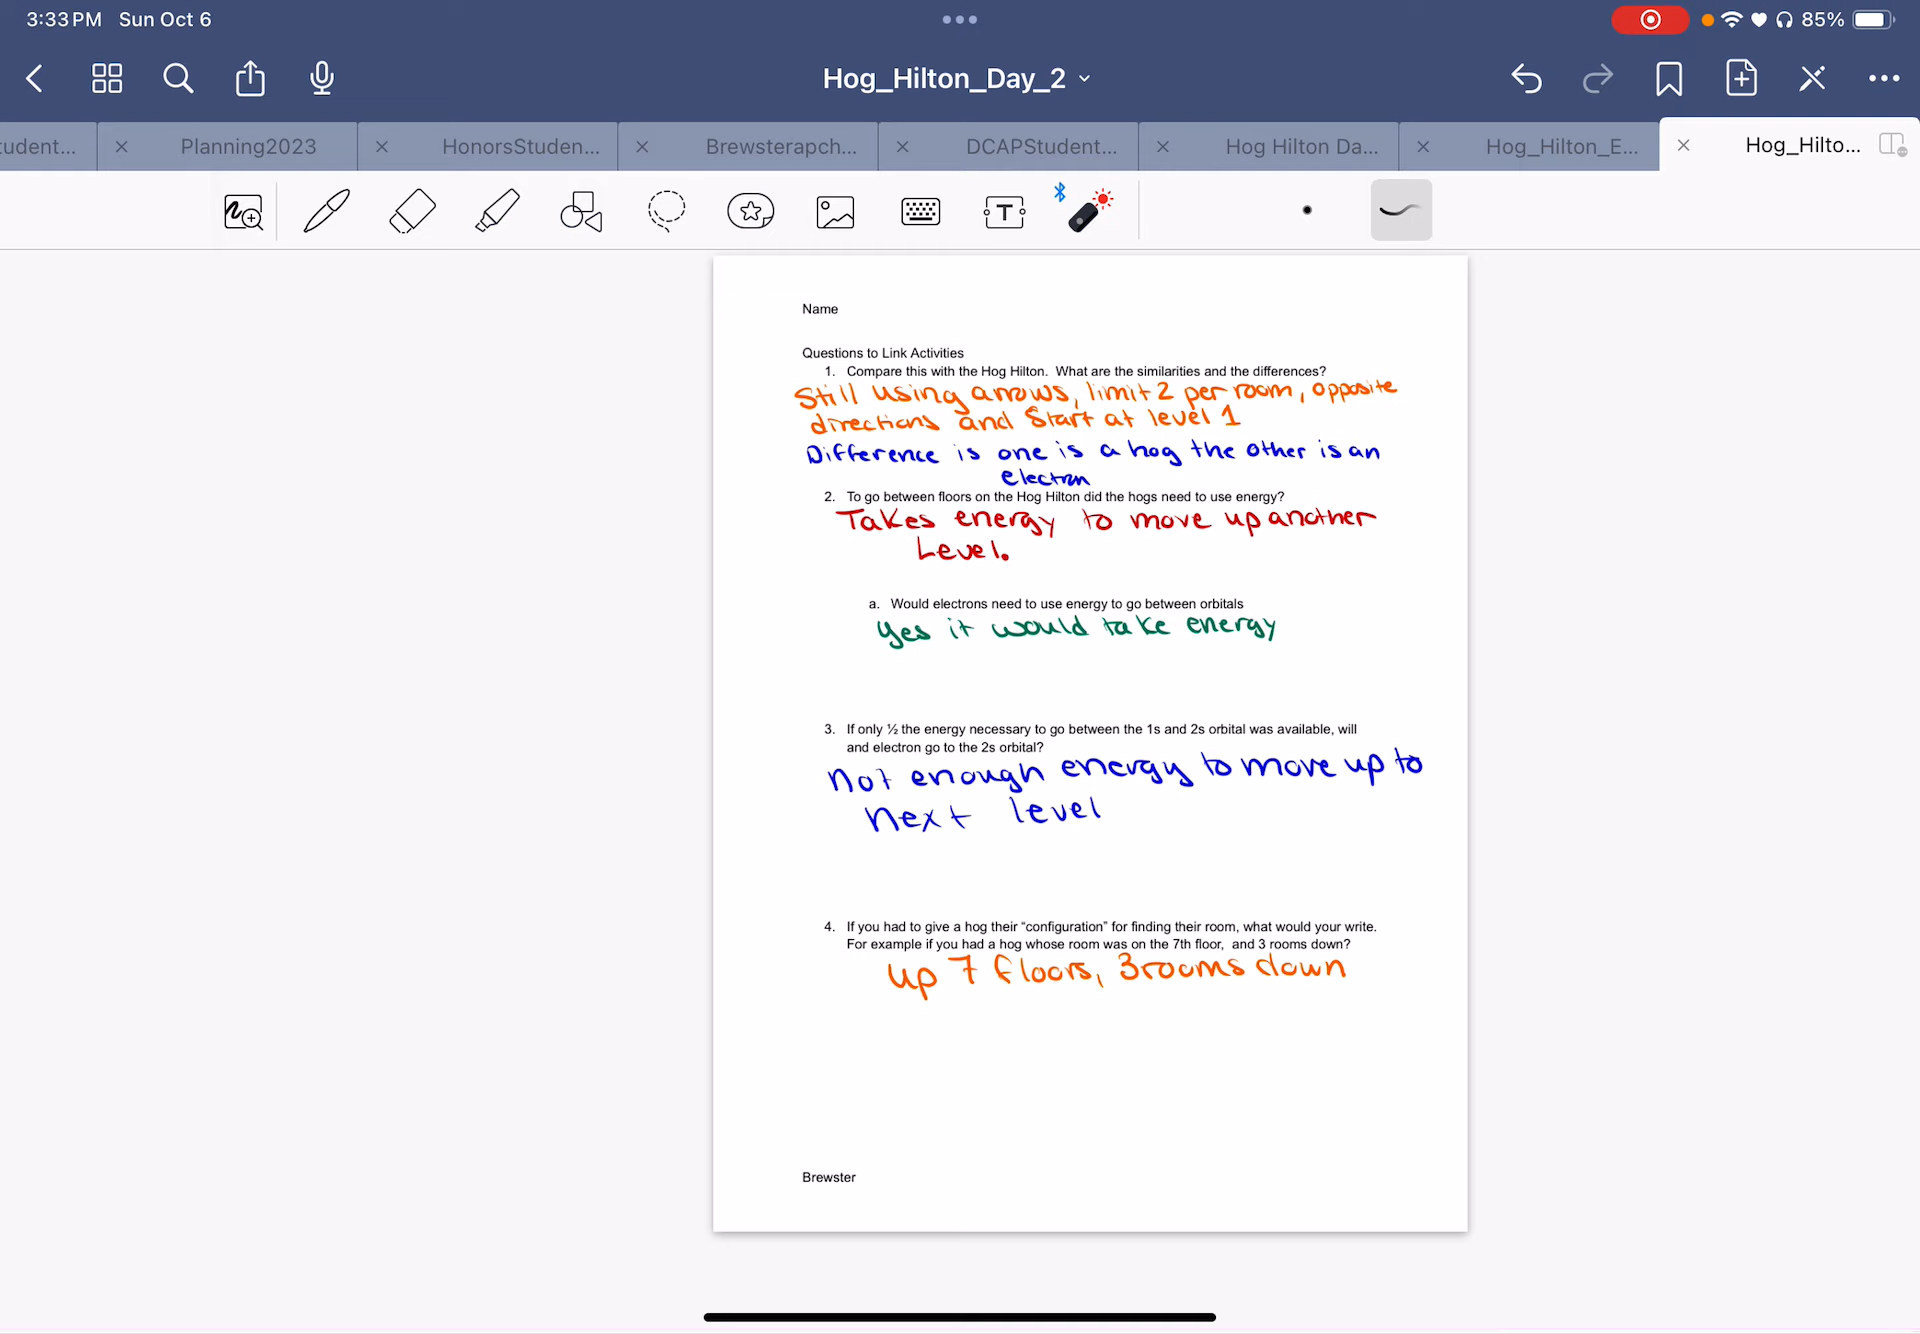 3:33 PM Sun Oct 6
85%
Hog_Hilton_Day_2
tudent...
Planning2023
HonorsStuden...
Brewsterapch...
DCAPStudent...
Hog Hilton Da...
Hog_Hilton_E...
Hog_Hilto...
T
Name
Questions to Link Activities
1. Compare this with the Hog Hilton. What are the similarities and the differences?
Still using arrows, limit 2 per room, opposite
directions and Start at level 1
Difference is one is a hog the other is an
electron
2. To go between floors on the Hog Hilton did the hogs need to use energy?
Takes energy to move up another
Level.
a. Would electrons need to use energy to go between orbitals
yes it would take energy
3. If only ½ the energy necessary to go between the 1s and 2s orbital was available, will
and electron go to the 2s orbital?
not enough energy to move up to
next level
4. If you had to give a hog their “configuration” for finding their room, what would your write.
For example if you had a hog whose room was on the 7th floor, and 3 rooms down?
up 7 floors, 3 rooms down
Brewster